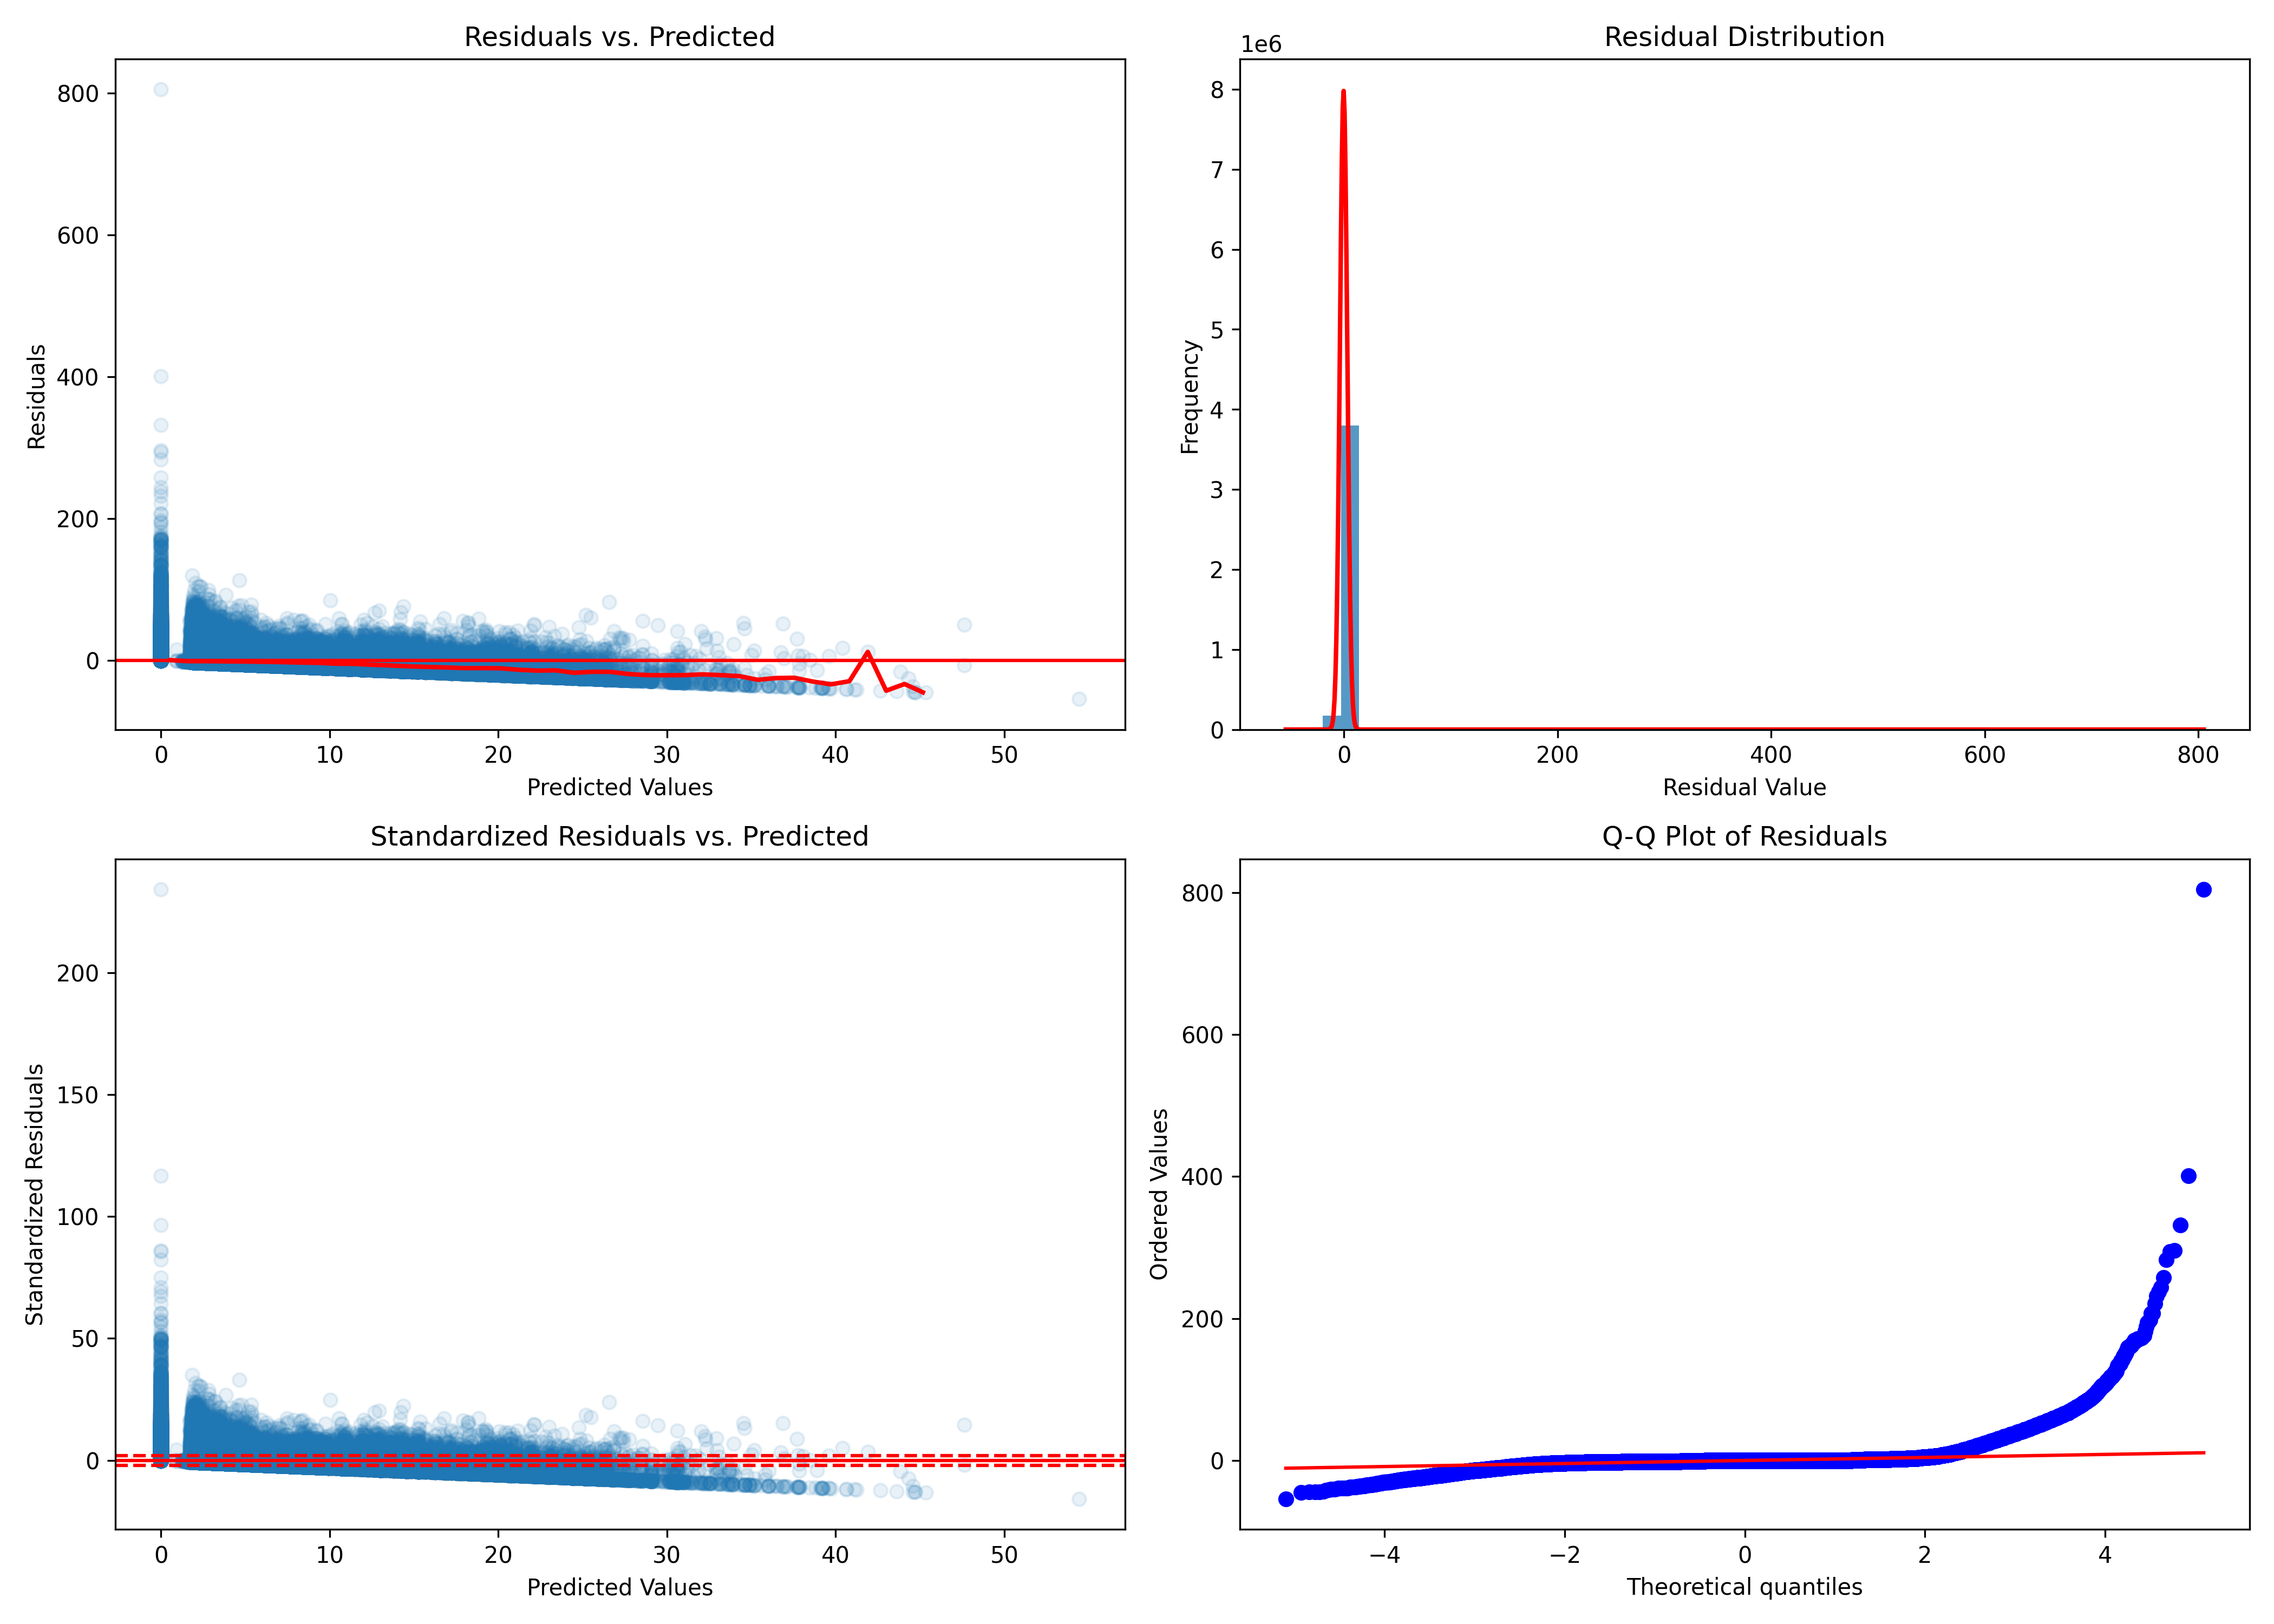 Residuals vs. Predicted
800
600
400
200
0
Residuals
0 10 20 30 40 50
Predicted Values
Residual Distribution
1e6
8
7
6
5
4
3
2
1
0
Frequency
0 200 400 600 800
Residual Value
Standardized Residuals vs. Predicted
200
150
100
50
0
Standardized Residuals
0 10 20 30 40 50
Predicted Values
Q-Q Plot of Residuals
800
600
400
200
0
Ordered Values
−4 −2 0 2 4
Theoretical quantiles